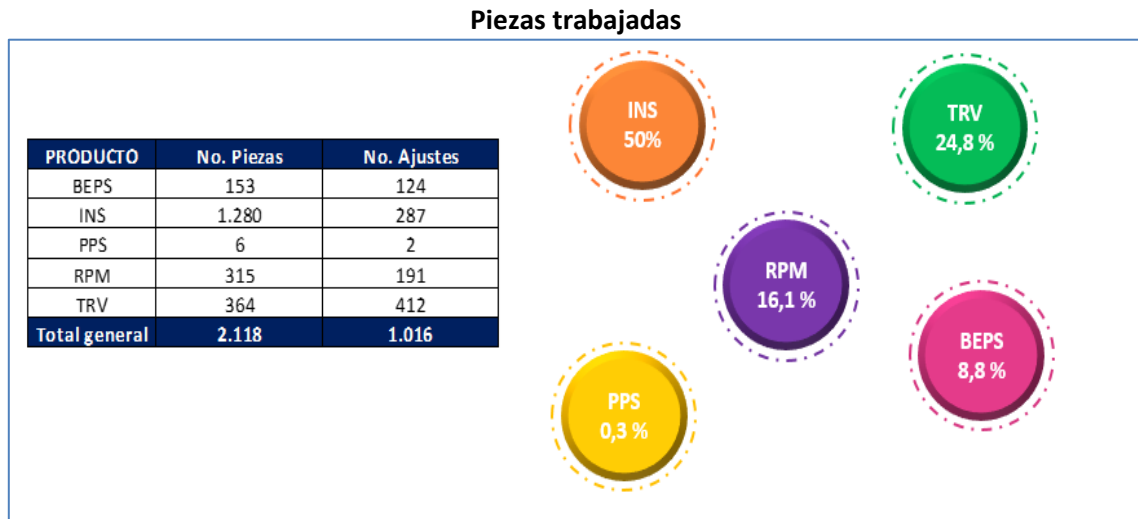 Piezas trabajadas
PRODUCTO No. Piezas No. Ajustes
BEPS 153 124
INS 1.280 287
PPS 6 2
RPM 315 191
TRV 364 412
Total general 2.118 1.016
INS
50%
TRV
24,8 %
RPM
16,1 %
BEPS
8,8 %
PPS
0,3 %